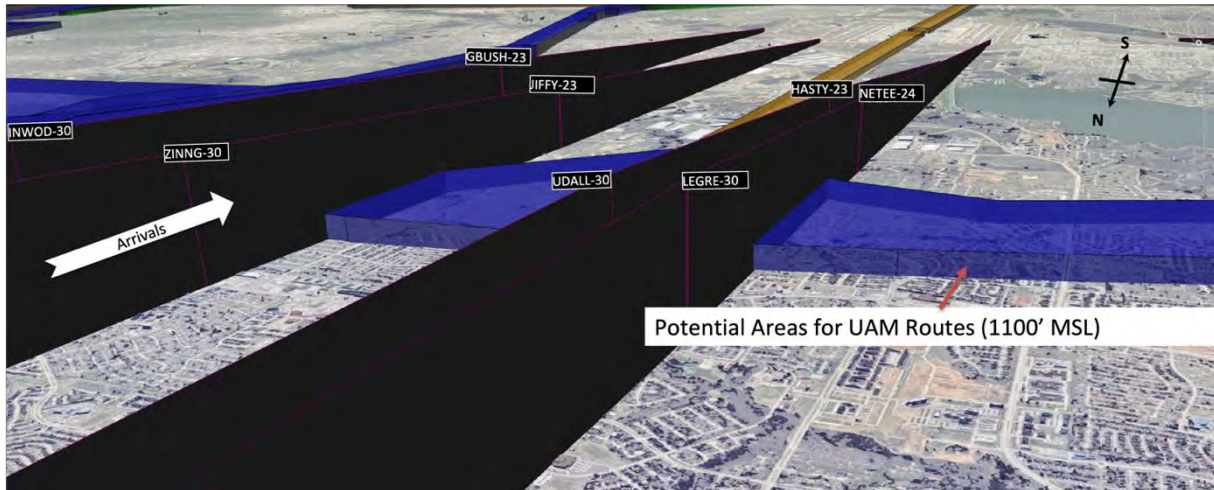 GBUSH-23
JIFFY-23
INWOD-30
ZINNG-30
HASTY-23
NETEE-24
UDALL-30
LEGRE-30
S
N
Arrivals
Potential Areas for UAM Routes (1100’ MSL)